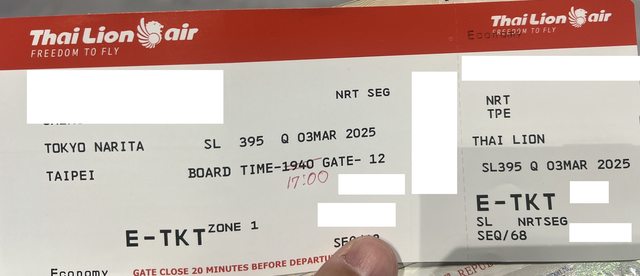 Thai Lion air
FREEDOM TO FLY
NRT SEG
TOKYO NARITA SL 395 Q 03MAR 2025
TAIPEI BOARD TIME-1940 GATE- 12
17:00
ZONE 1
E-TKT
Economy
GATE CLOSE 20 MINUTES BEFORE
Thai Lion air
FREEDOM TO FLY
Economy
NRT
TPE
THAI LION
SL395 Q 03MAR 2025
E-TKT
SL NRTSEG
SEQ/68